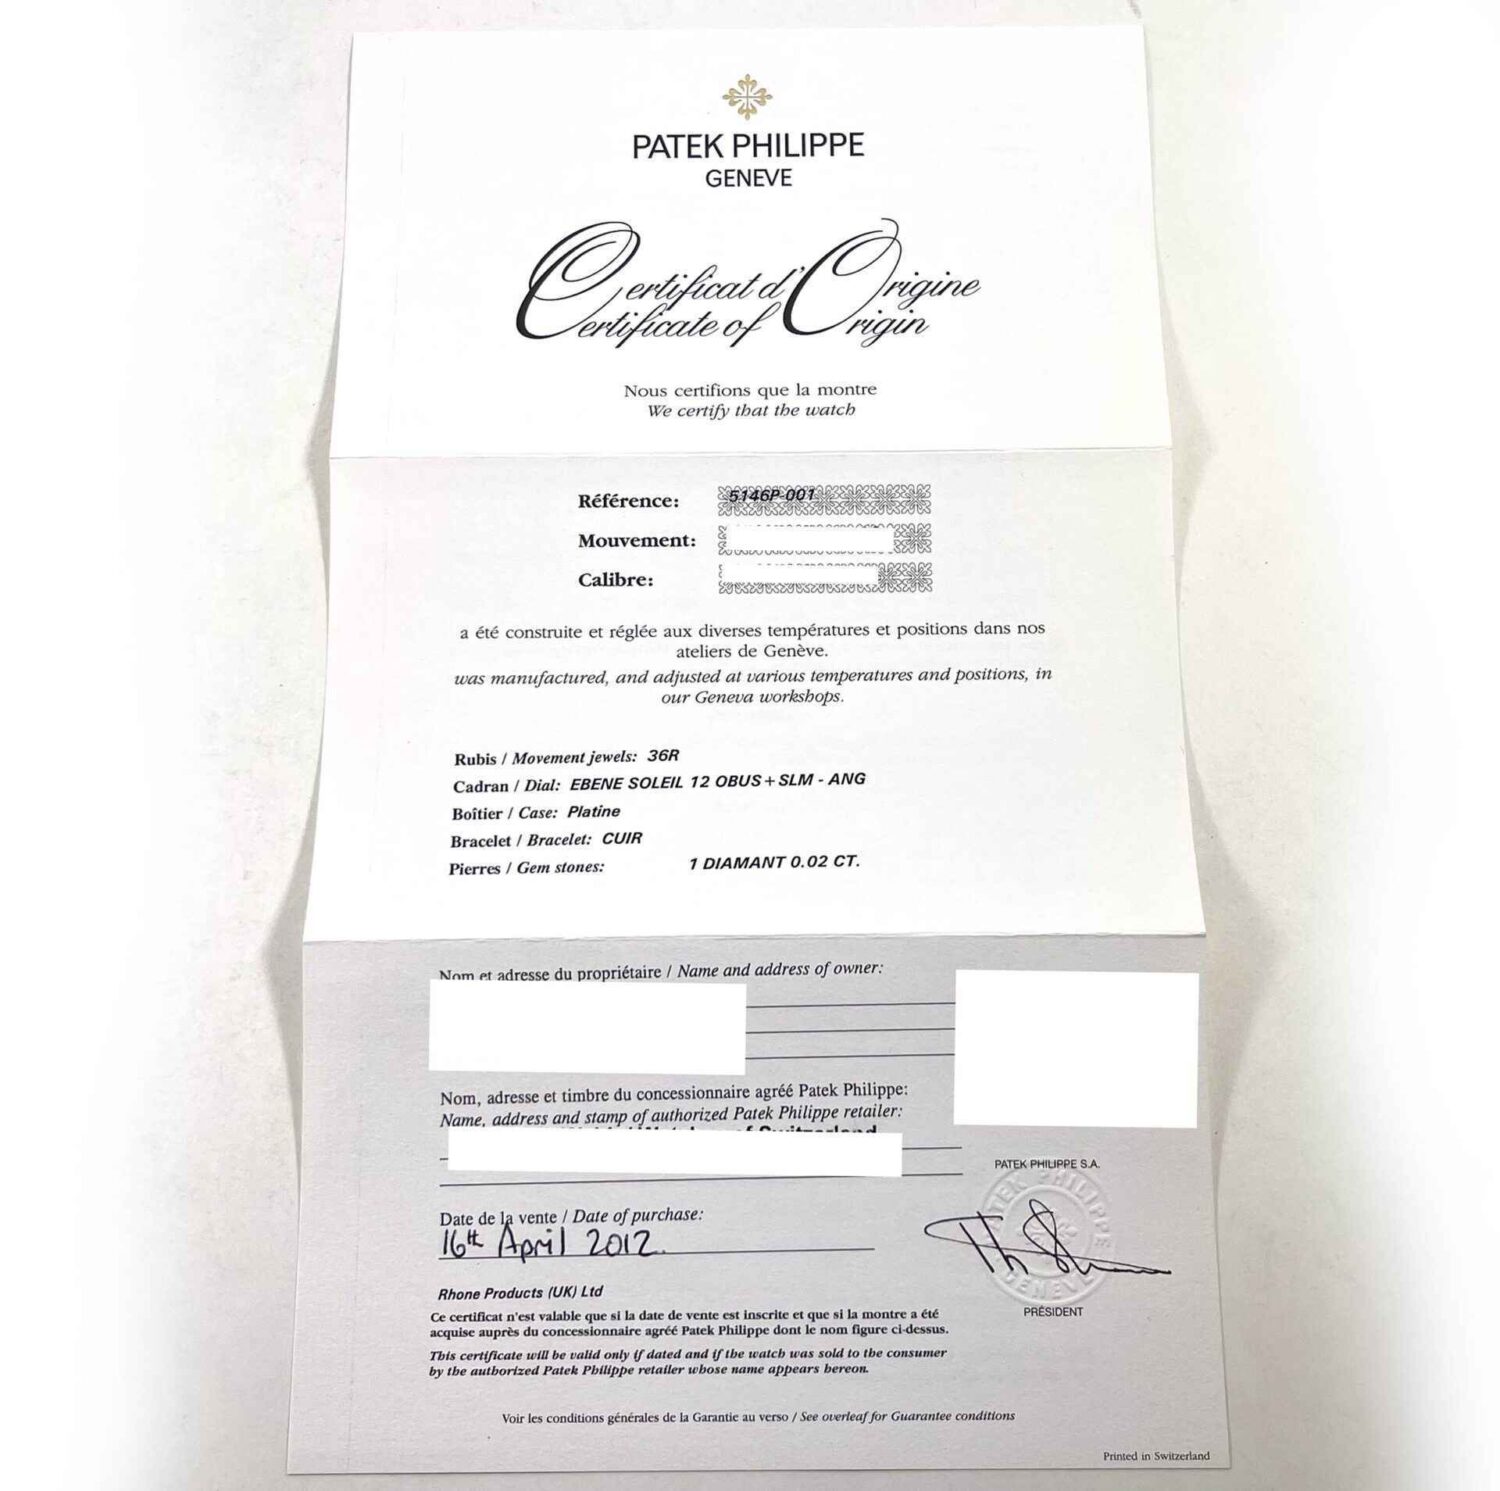 PATEK PHILIPPE
GENEVE
Certificat d'Origine
Certificate of Origin
Nous certifions que la montre
We certify that the watch
Référence: 5146P-001
Mouvement:
Calibre:
a été construite et réglée aux diverses températures et positions dans nos
ateliers de Genève.
was manufactured, and adjusted at various temperatures and positions, in
our Geneva workshops.
Rubis / Movement jewels: 36R
Cadran / Dial: EBENE SOLEIL 12 OBUS+SLM - ANG
Boîtier / Case: Platine
Bracelet / Bracelet: CUIR
Pierres / Gem stones: 1 DIAMANT 0.02 CT.
Nom et adresse du propriétaire / Name and address of owner:
Nom, adresse et timbre du concessionnaire agréé Patek Philippe:
Name, address and stamp of authorized Patek Philippe retailer:
of Switzerland
PATEK PHILIPPE S.A.
PATEK PHILIPPE
GENEVE
Date de la vente / Date of purchase:
16th April 2012.
PRÉSIDENT
Rhone Products (UK) Ltd
Ce certificat n'est valable que si la date de vente est inscrite et que si la montre a été
acquise auprès du concessionnaire agréé Patek Philippe dont le nom figure ci-dessus.
This certificate will be valid only if dated and if the watch was sold to the consumer
by the authorized Patek Philippe retailer whose name appears hereon.
Voir les conditions générales de la Garantie au verso / See overleaf for Guarantee conditions
Printed in Switzerland